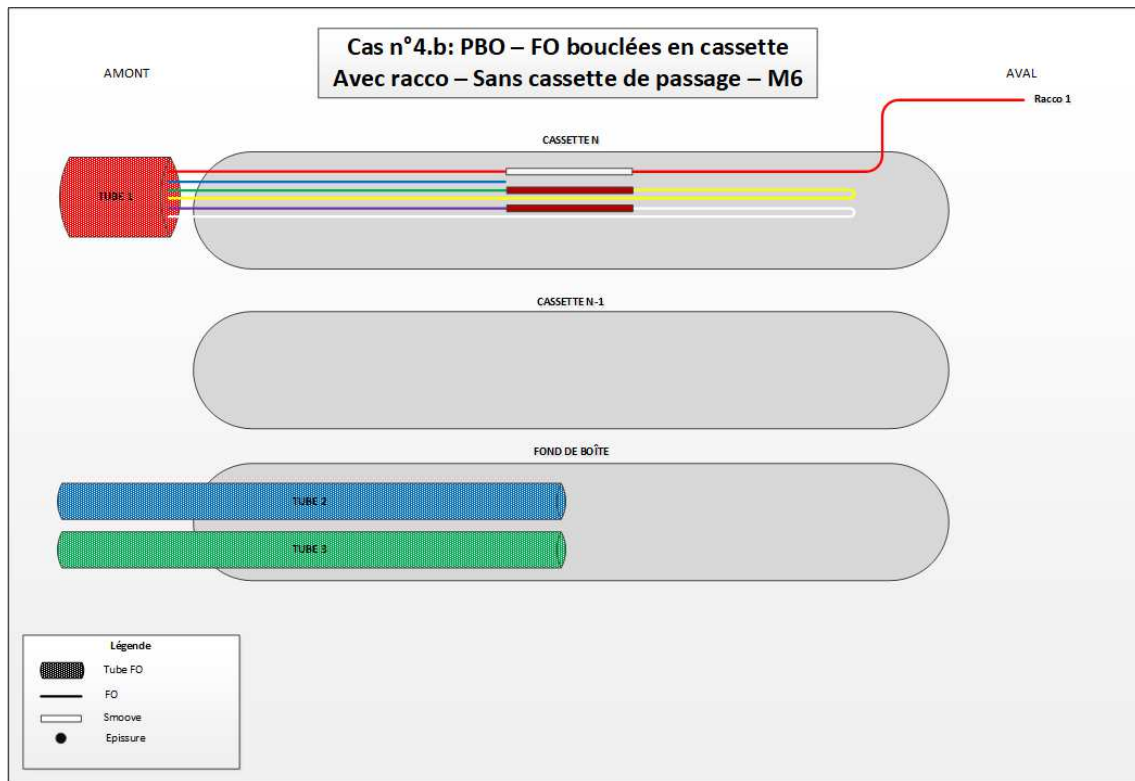 Cas n°4.b: PBO – FO bouclées en cassette
Avec racco – Sans cassette de passage – M6
AMONT
AVAL
Racco 1
CASSETTE N
TUBE 1
CASSETTE N-1
FOND DE BOÎTE
TUBE 2
TUBE 3
Légende
Tube FO
FO
Smoove
Epissure